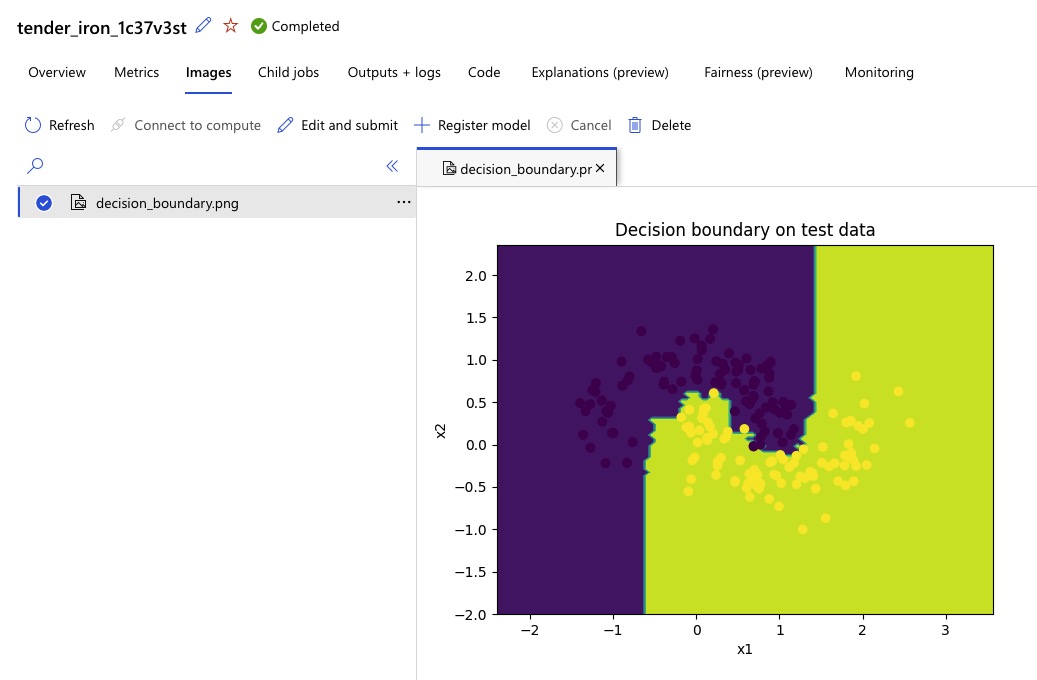 tender_iron_1c37v3st Completed
Overview Metrics Images Child jobs Outputs + logs Code Explanations (preview) Fairness (preview) Monitoring
Refresh Connect to compute Edit and submit Register model Cancel Delete
decision_boundary.pr
decision_boundary.png
Decision boundary on test data
2.0
1.5
1.0
0.5
0.0
−0.5
−1.0
−1.5
−2.0
x2
−2 −1 0 1 2 3
x1